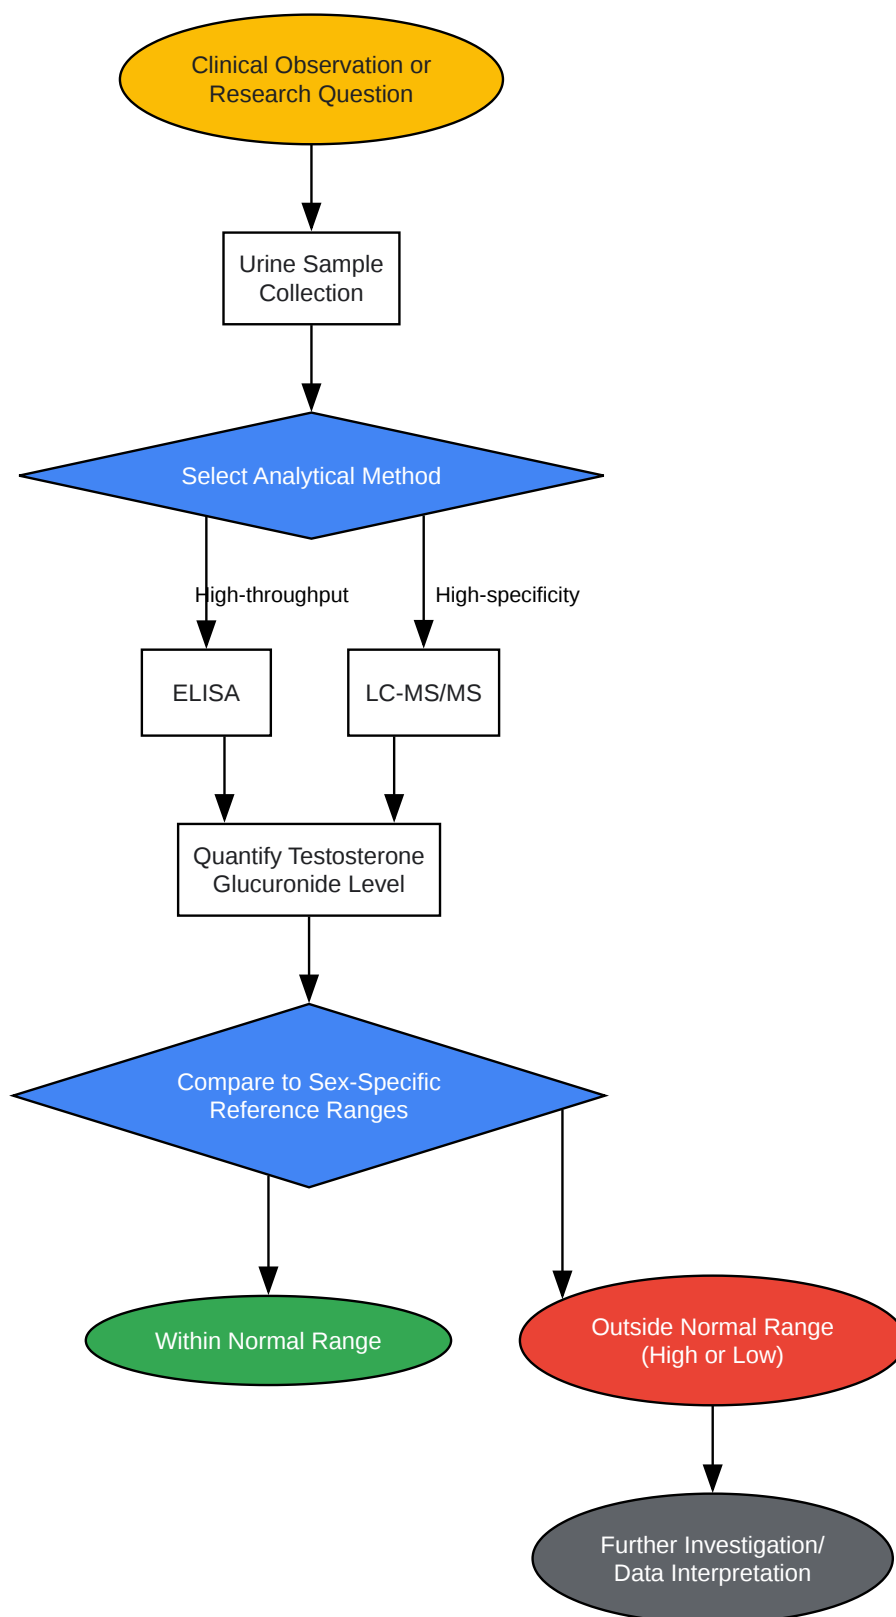 Clinical Observation or
Research Question
Urine Sample
Collection
Select Analytical Method
High-throughput
High-specificity
ELISA
LC-MS/MS
Quantify Testosterone
Glucuronide Level
Compare to Sex-Specific
Reference Ranges
Within Normal Range
Outside Normal Range
(High or Low)
Further Investigation/
Data Interpretation